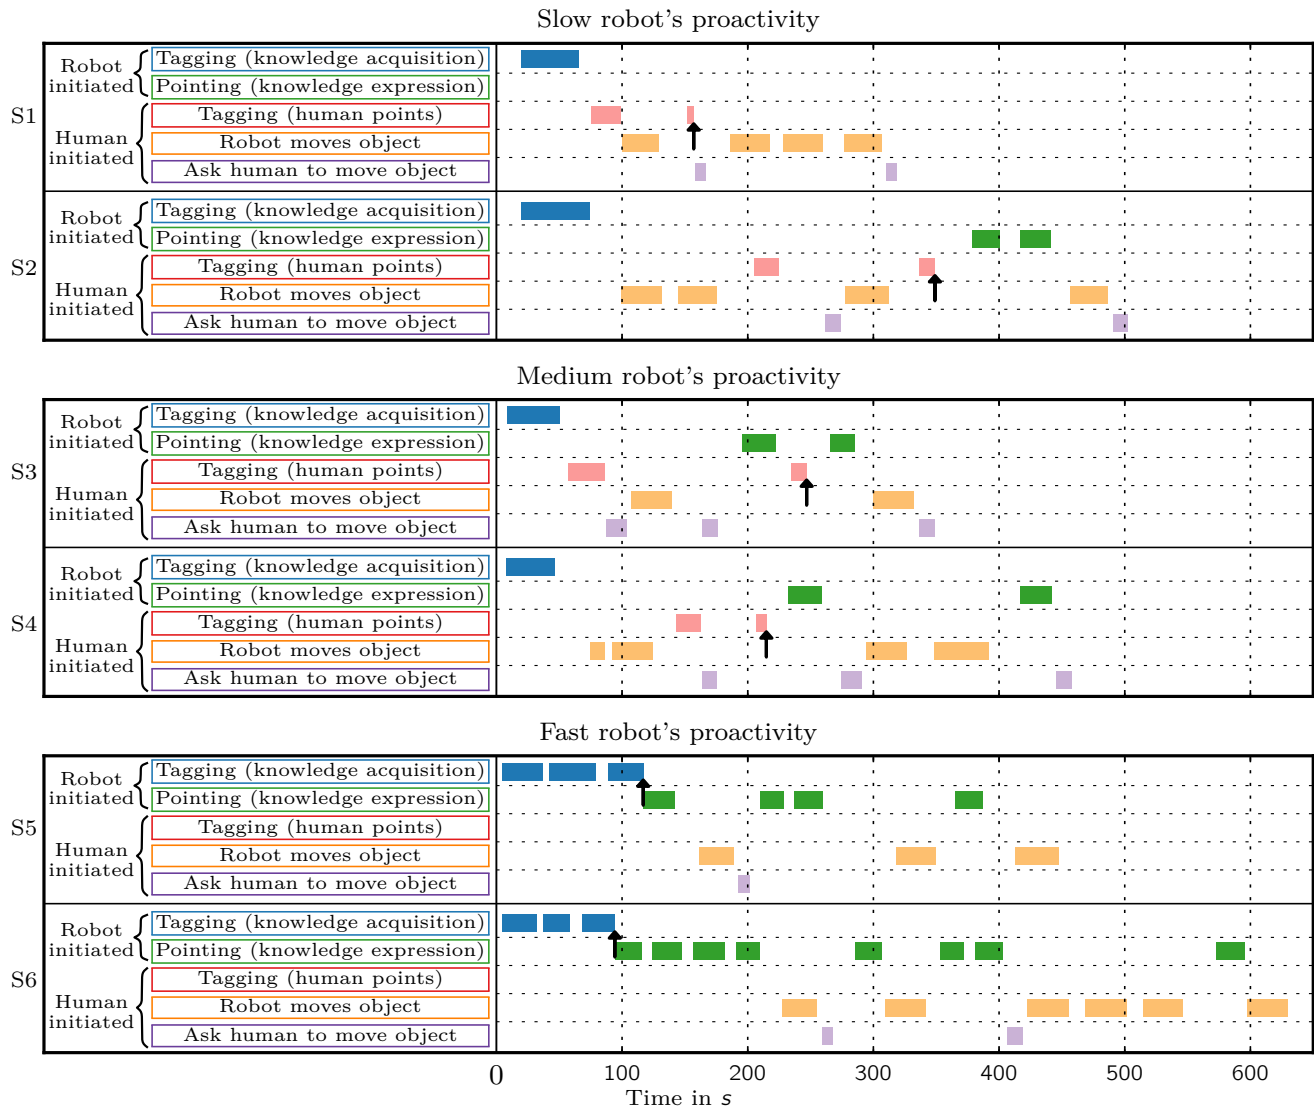 Slow robot's proactivity
S1
Robot initiated
Tagging (knowledge acquisition)
Pointing (knowledge expression)
Human initiated
Tagging (human points)
Robot moves object
Ask human to move object
S2
Robot initiated
Tagging (knowledge acquisition)
Pointing (knowledge expression)
Human initiated
Tagging (human points)
Robot moves object
Ask human to move object
Medium robot's proactivity
S3
Robot initiated
Tagging (knowledge acquisition)
Pointing (knowledge expression)
Human initiated
Tagging (human points)
Robot moves object
Ask human to move object
S4
Robot initiated
Tagging (knowledge acquisition)
Pointing (knowledge expression)
Human initiated
Tagging (human points)
Robot moves object
Ask human to move object
Fast robot's proactivity
S5
Robot initiated
Tagging (knowledge acquisition)
Pointing (knowledge expression)
Human initiated
Tagging (human points)
Robot moves object
Ask human to move object
S6
Robot initiated
Tagging (knowledge acquisition)
Pointing (knowledge expression)
Human initiated
Tagging (human points)
Robot moves object
Ask human to move object
0 100 200 300 400 500 600
Time in s